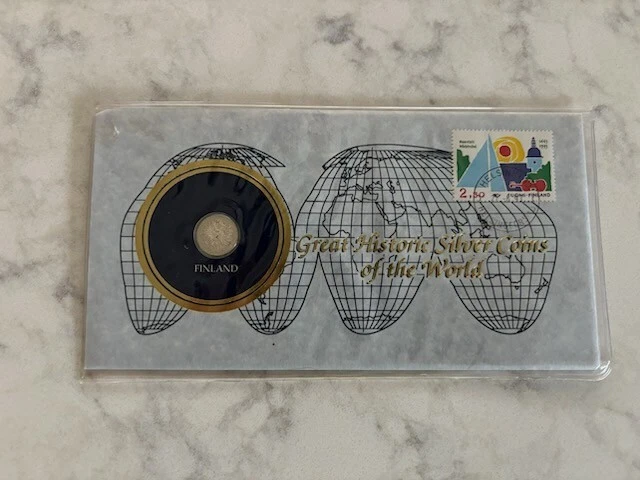 FINLAND
Great Historic Silver Coins
of the World
2,50
SUOMI-FINLAND